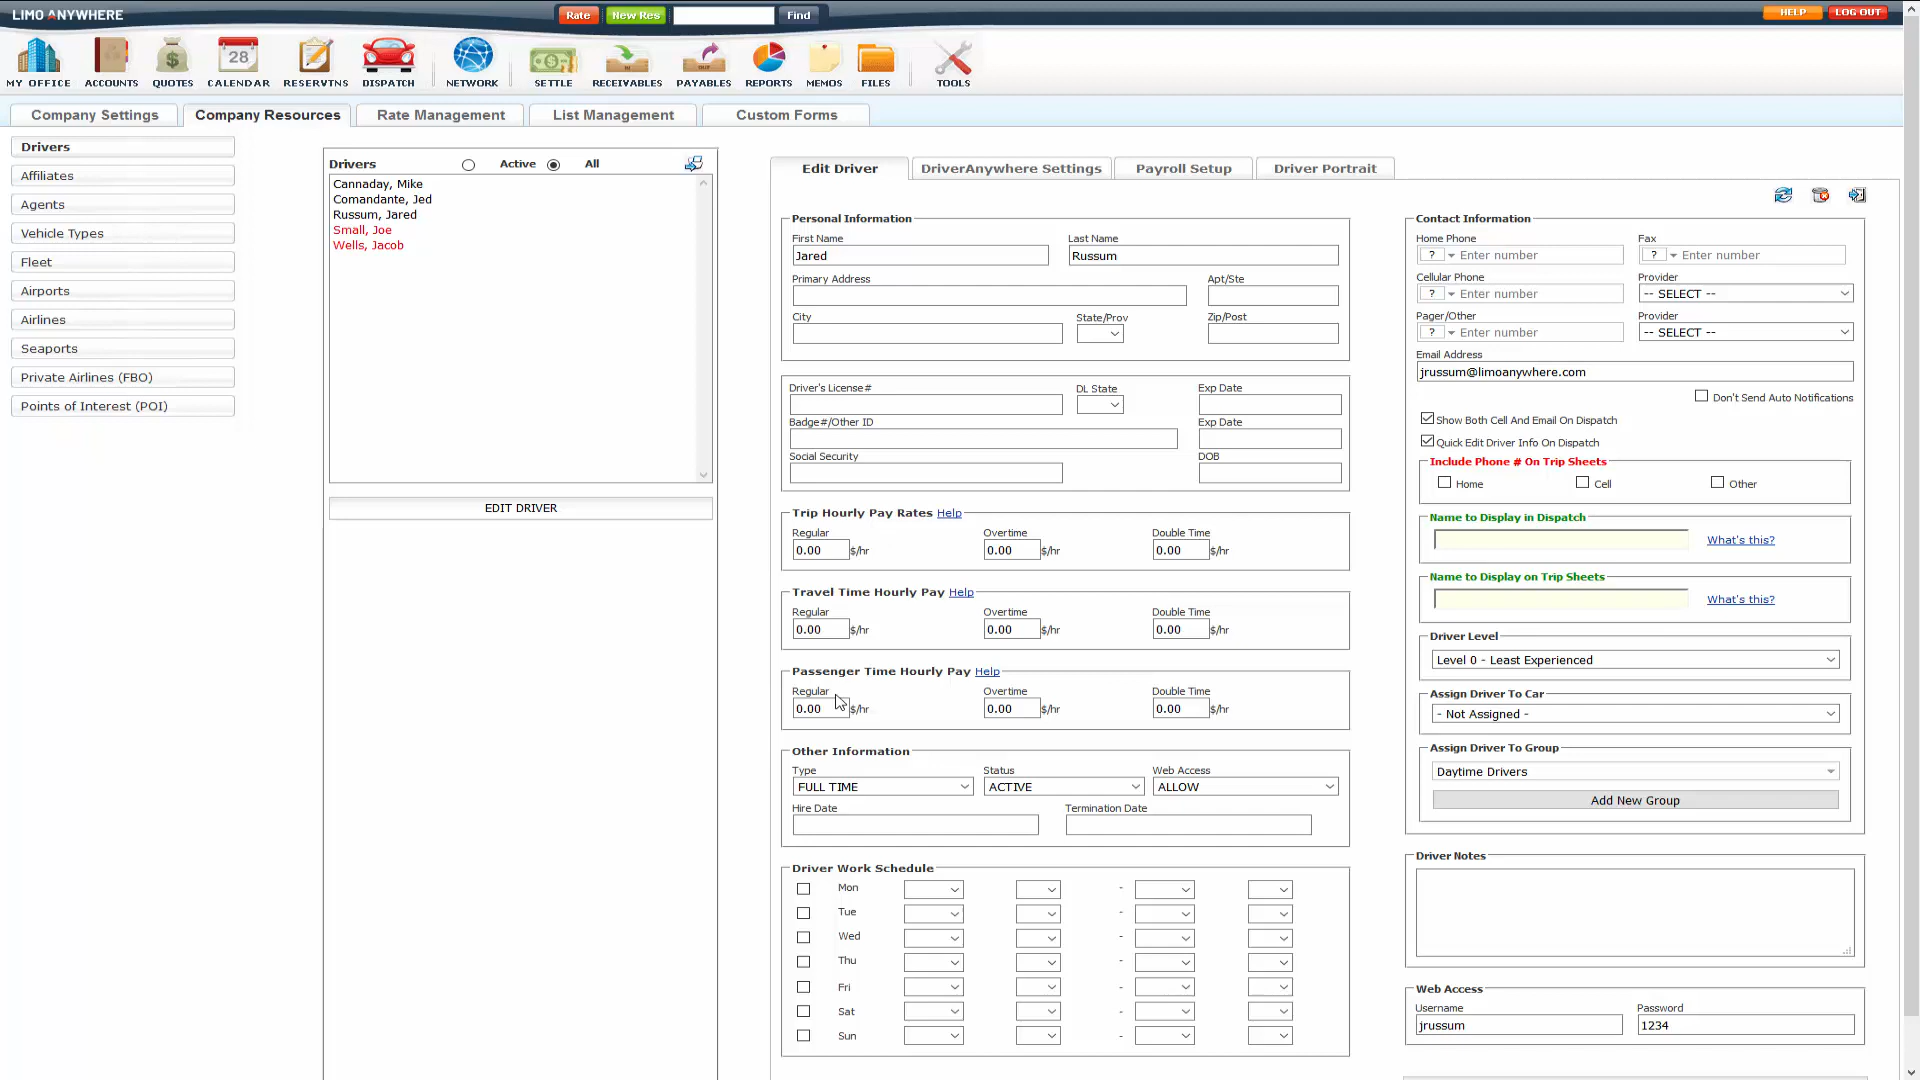 LIMO ANYWHERE
Rate
New Res
Find
HELP
LOG OUT
28
MY OFFICE
ACCOUNTS
QUOTES
CALENDAR
RESERVTNS
DISPATCH
NETWORK
SETTLE
RECEIVABLES
PAYABLES
REPORTS
MEMOS
FILES
TOOLS
Company Settings
Company Resources
Rate Management
List Management
Custom Forms
Drivers
Affiliates
Agents
Vehicle Types
Fleet
Airports
Airlines
Seaports
Private Airlines (FBO)
Points of Interest (POI)
Drivers
Active
All
Cannaday, Mike
Comandante, Jed
Russum, Jared
Small, Joe
Wells, Jacob
EDIT DRIVER
Edit Driver
DriverAnywhere Settings
Payroll Setup
Driver Portrait
Personal Information
First Name
Last Name
Jared
Russum
Primary Address
Apt/Ste
City
State/Prov
Zip/Post
Driver's License#
DL State
Exp Date
Badge#/Other ID
Exp Date
Social Security
DOB
Trip Hourly Pay Rates Help
Regular
Overtime
Double Time
0.00 $/hr
0.00 $/hr
0.00 $/hr
Travel Time Hourly Pay Help
Regular
Overtime
Double Time
0.00 $/hr
0.00 $/hr
0.00 $/hr
Passenger Time Hourly Pay Help
Regular
Overtime
Double Time
0.00 $/hr
0.00 $/hr
0.00 $/hr
Other Information
Type
Status
Web Access
FULL TIME
ACTIVE
ALLOW
Hire Date
Termination Date
Driver Work Schedule
Mon -
Tue -
Wed -
Thu -
Fri -
Sat -
Sun -
Contact Information
Home Phone
Fax
? Enter number
? Enter number
Cellular Phone
Provider
? Enter number
-- SELECT --
Pager/Other
Provider
? Enter number
-- SELECT --
Email Address
jrussum@limoanywhere.com
Don't Send Auto Notifications
Show Both Cell And Email On Dispatch
Quick Edit Driver Info On Dispatch
Include Phone # On Trip Sheets
Home
Cell
Other
Name to Display in Dispatch
What's this?
Name to Display on Trip Sheets
What's this?
Driver Level
Level 0 - Least Experienced
Assign Driver To Car
- Not Assigned -
Assign Driver To Group
Daytime Drivers
Add New Group
Driver Notes
Web Access
Username
Password
jrussum
1234